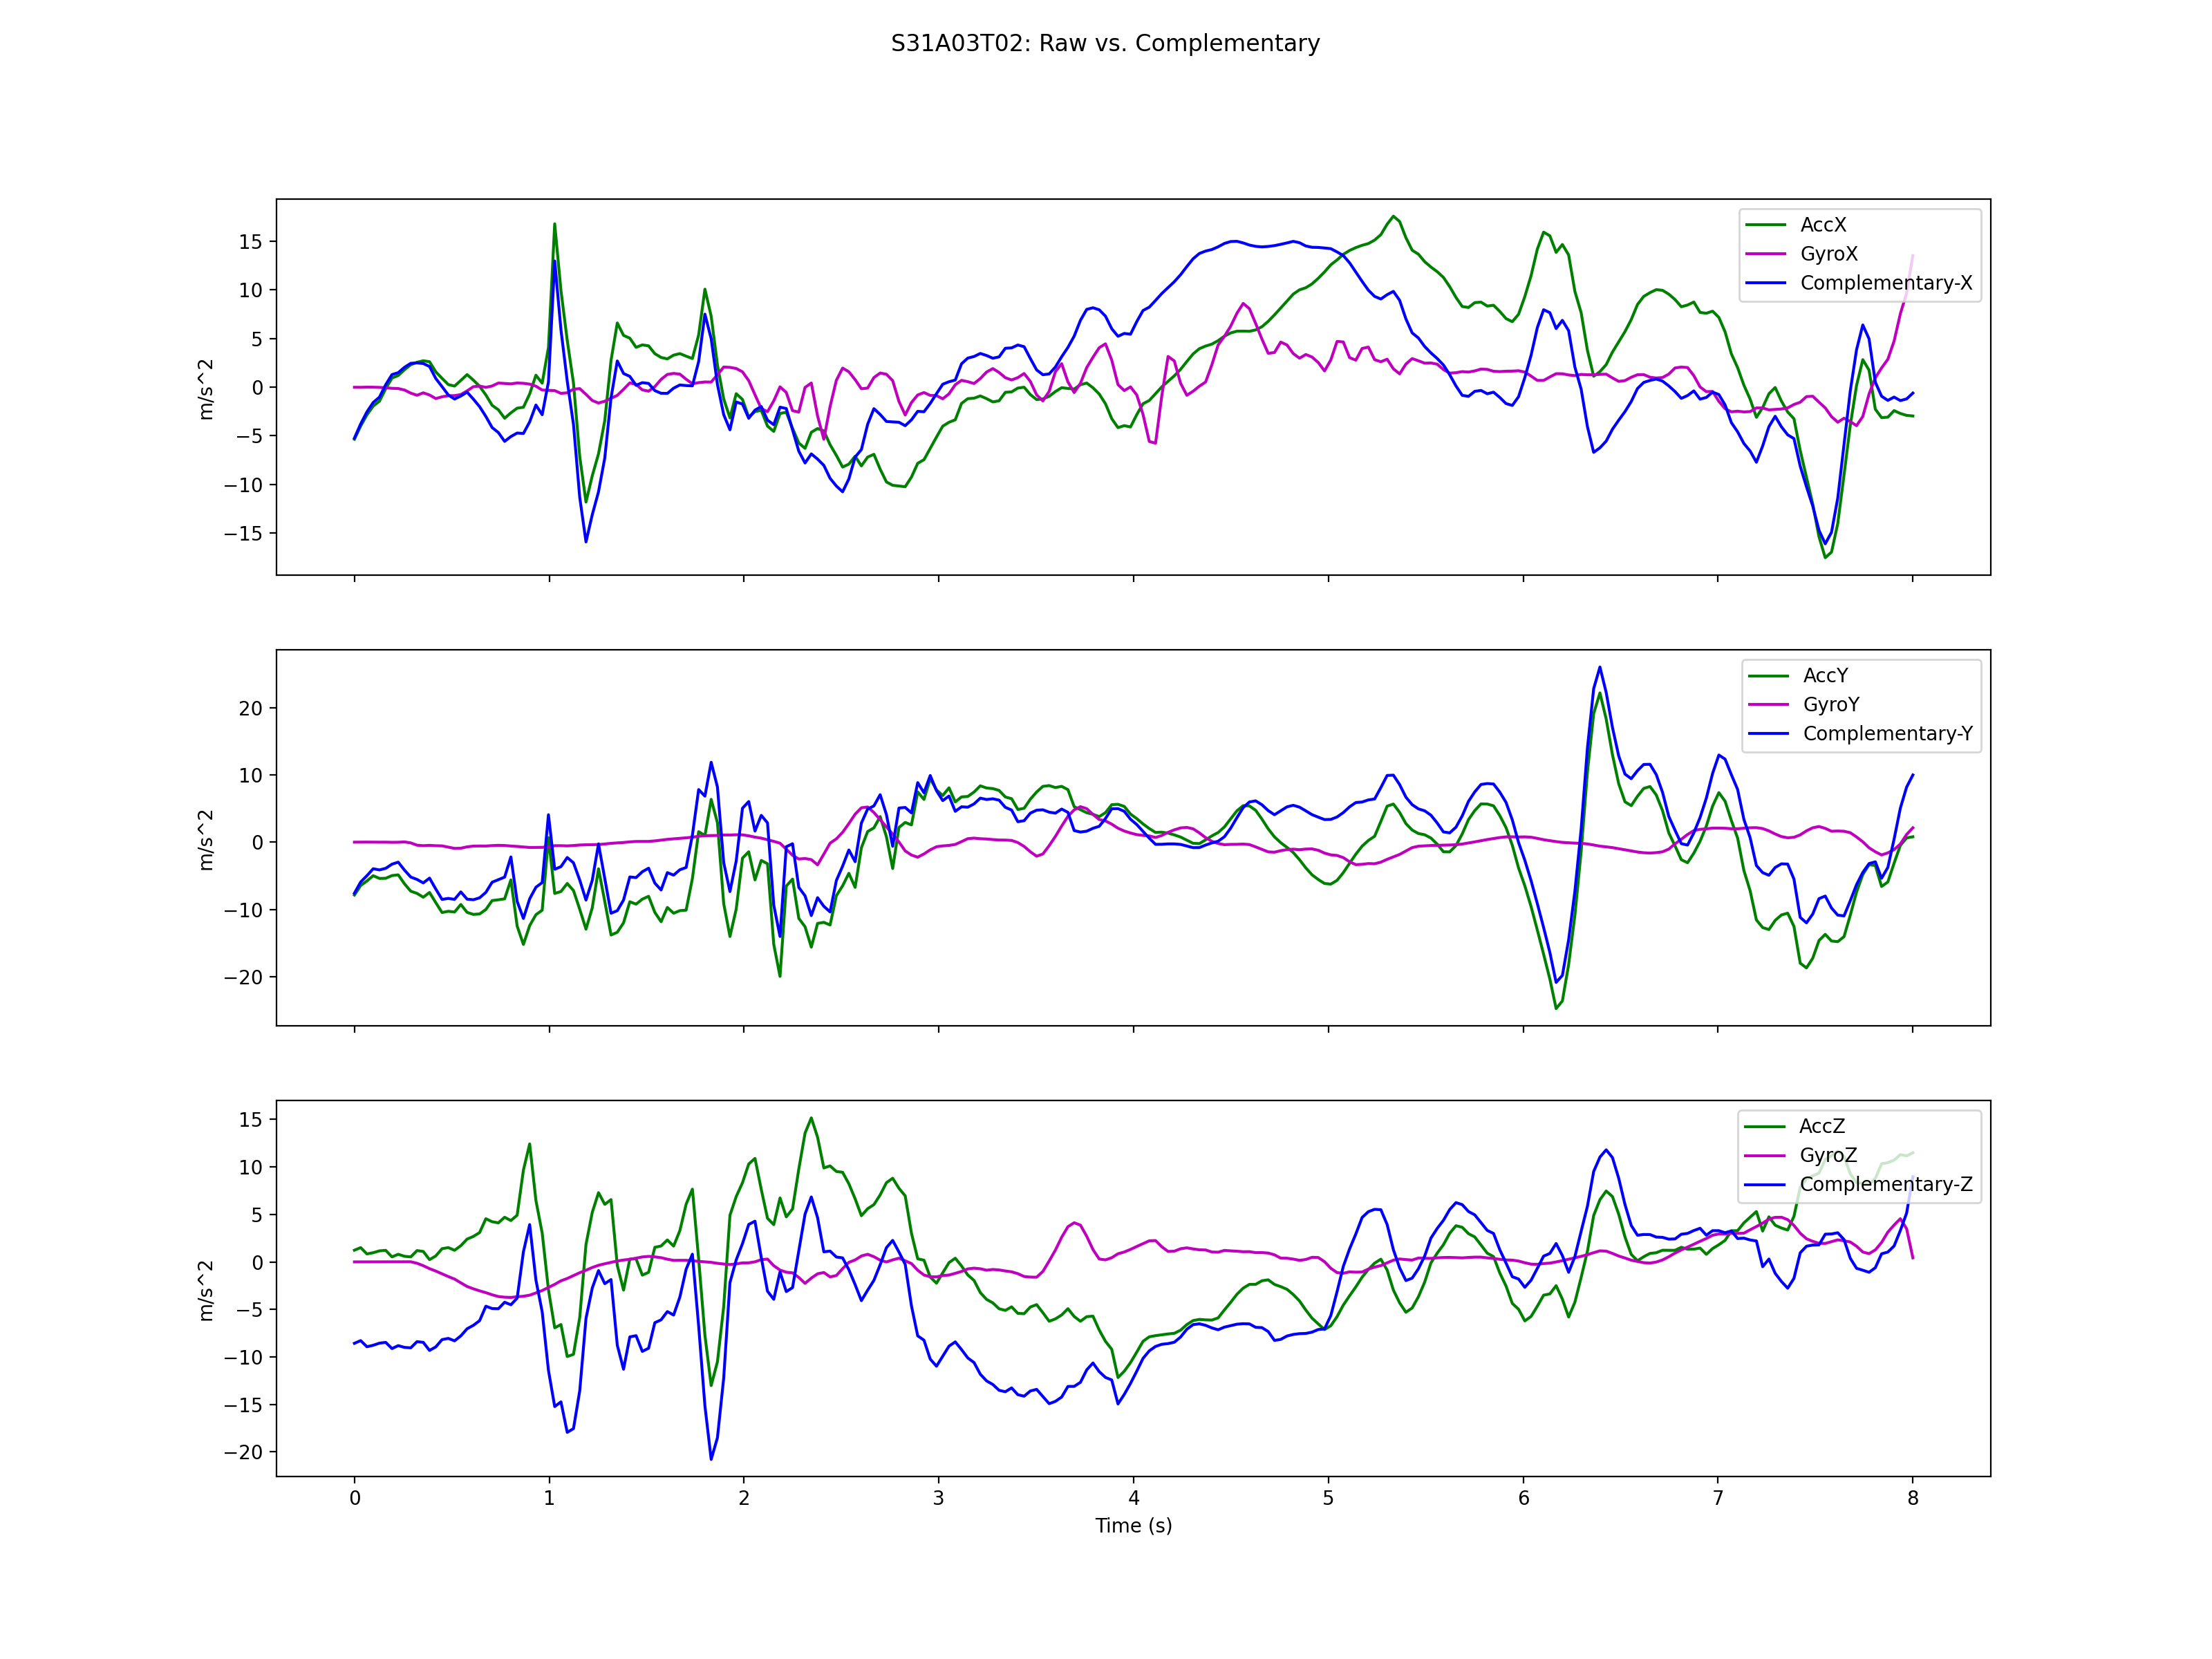 S31A03T02: Raw vs. Complementary
15
10
5
0
−5
−10
−15
m/s^2
AccX
GyroX
Complementary-X
20
10
0
−10
−20
m/s^2
AccY
GyroY
Complementary-Y
15
10
5
0
−5
−10
−15
−20
m/s^2
AccZ
GyroZ
Complementary-Z
0 1 2 3 4 5 6 7 8
Time (s)